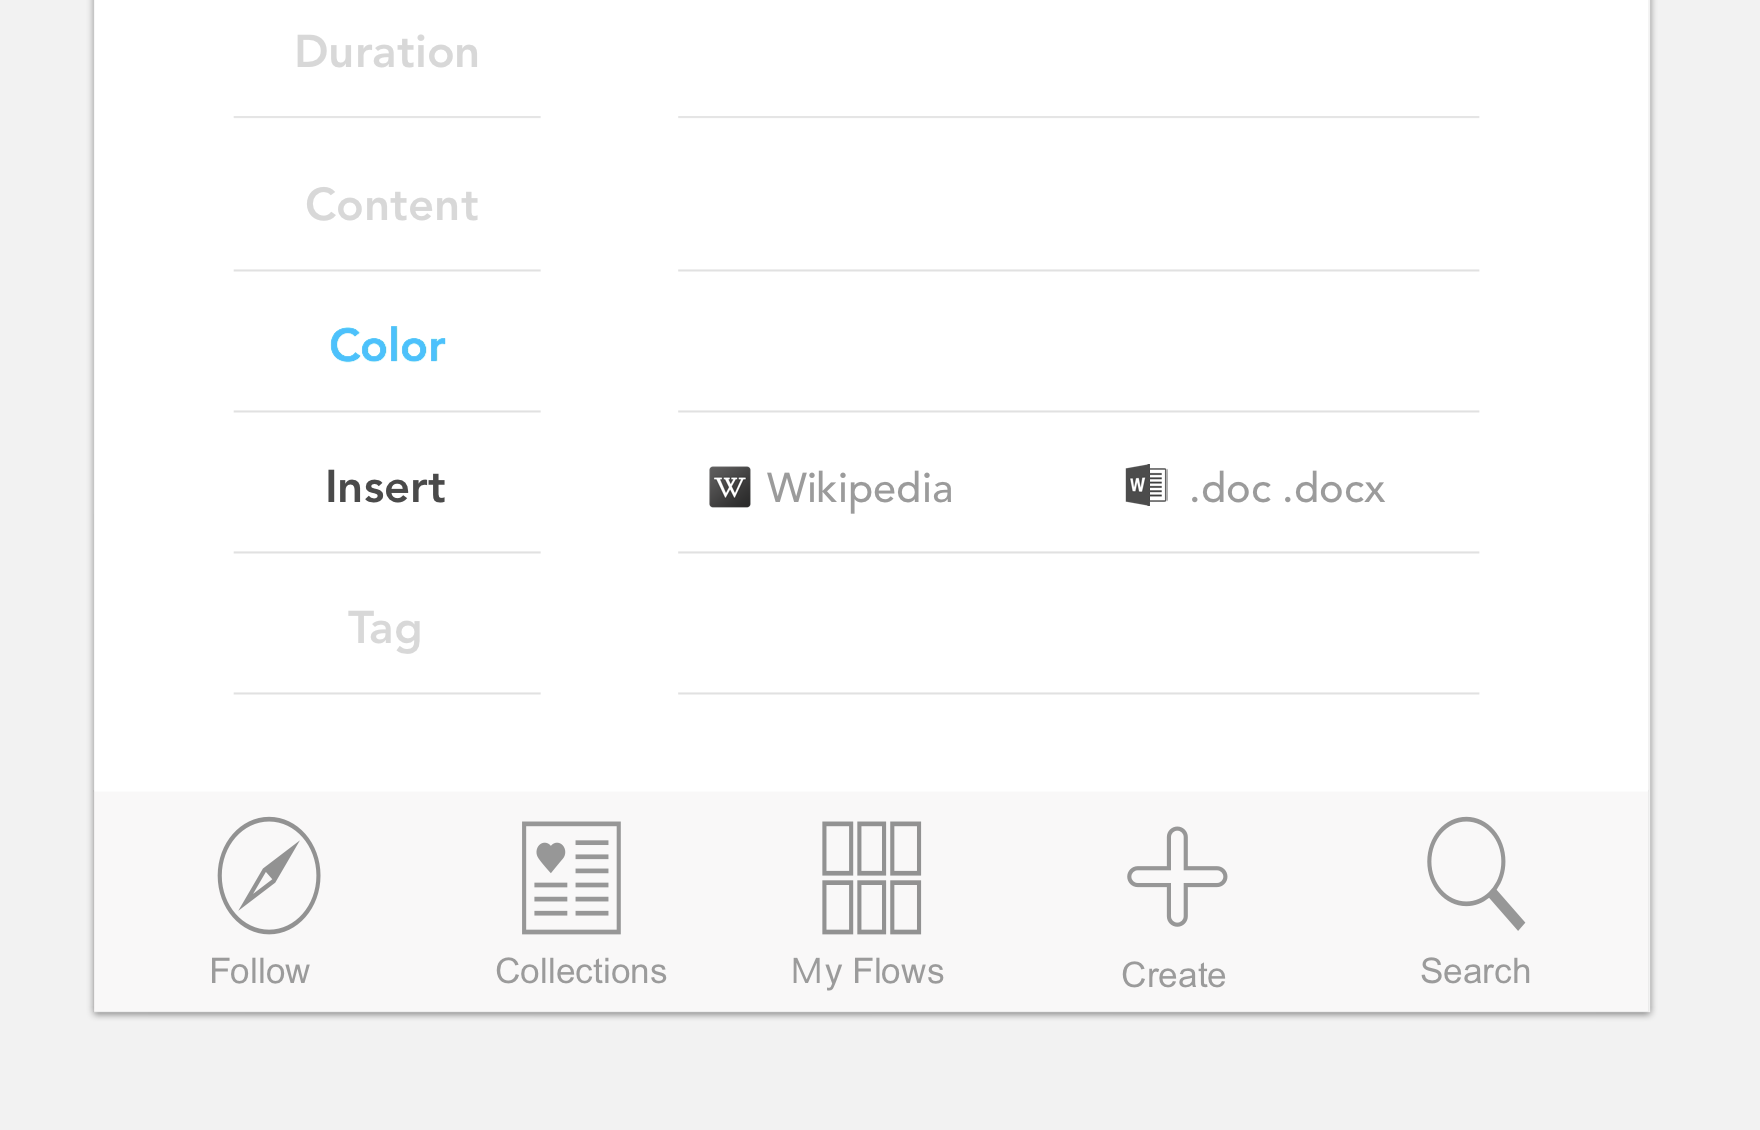 Duration
Content
Color
Insert
W Wikipedia
W .doc .docx
Tag
Follow
Collections
My Flows
Create
Search